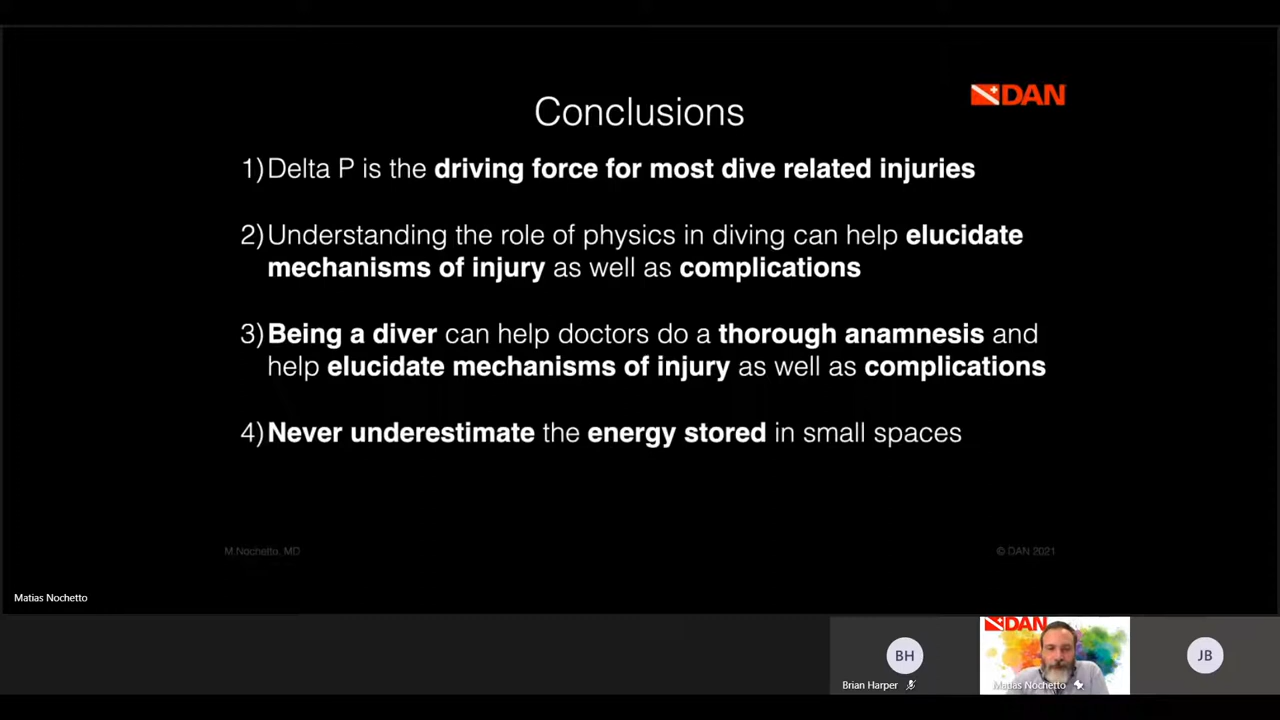 DAN
Conclusions
1) Delta P is the driving force for most dive related injuries
2) Understanding the role of physics in diving can help elucidate
mechanisms of injury as well as complications
3) Being a diver can help doctors do a thorough anamnesis and
help elucidate mechanisms of injury as well as complications
4) Never underestimate the energy stored in small spaces
M.Nochetto, MD
© DAN 2021
Matias Nochetto
DAN
BH
JB
Brian Harper
Matias Nochetto